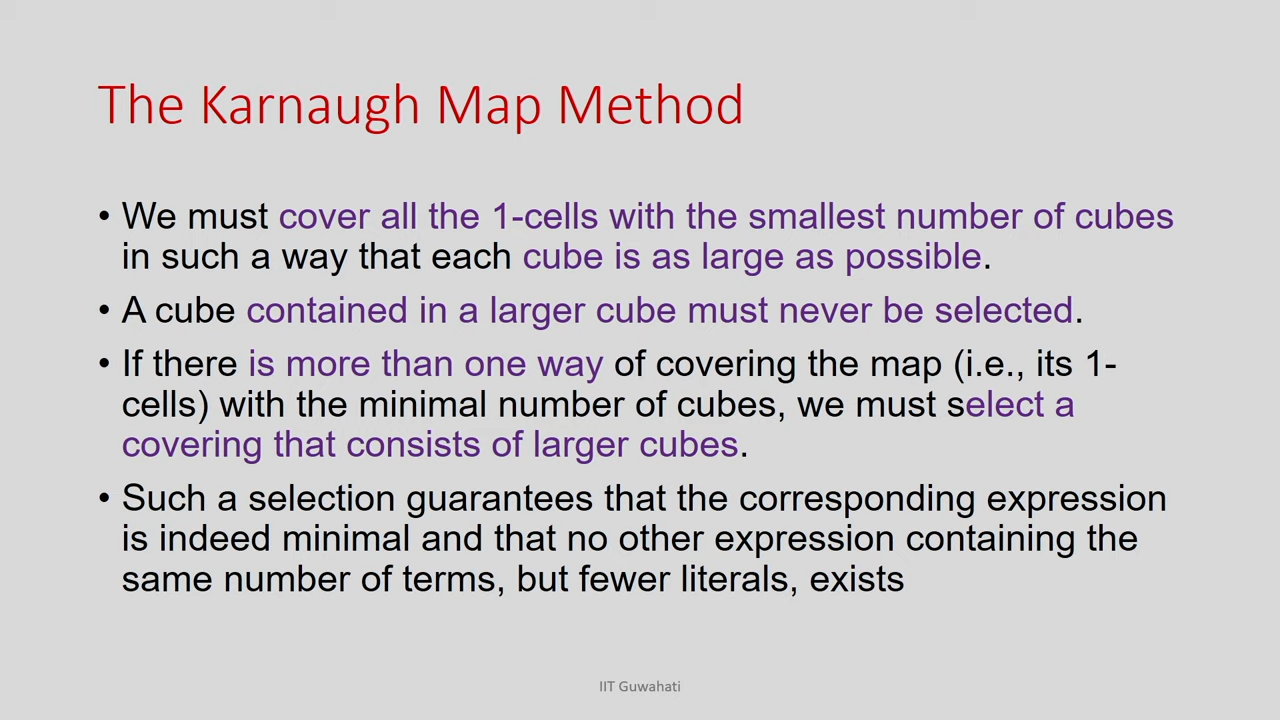 The Karnaugh Map Method
• We must cover all the 1-cells with the smallest number of cubes
in such a way that each cube is as large as possible.
• A cube contained in a larger cube must never be selected.
• If there is more than one way of covering the map (i.e., its 1-
cells) with the minimal number of cubes, we must select a
covering that consists of larger cubes.
• Such a selection guarantees that the corresponding expression
is indeed minimal and that no other expression containing the
same number of terms, but fewer literals, exists
IIT Guwahati